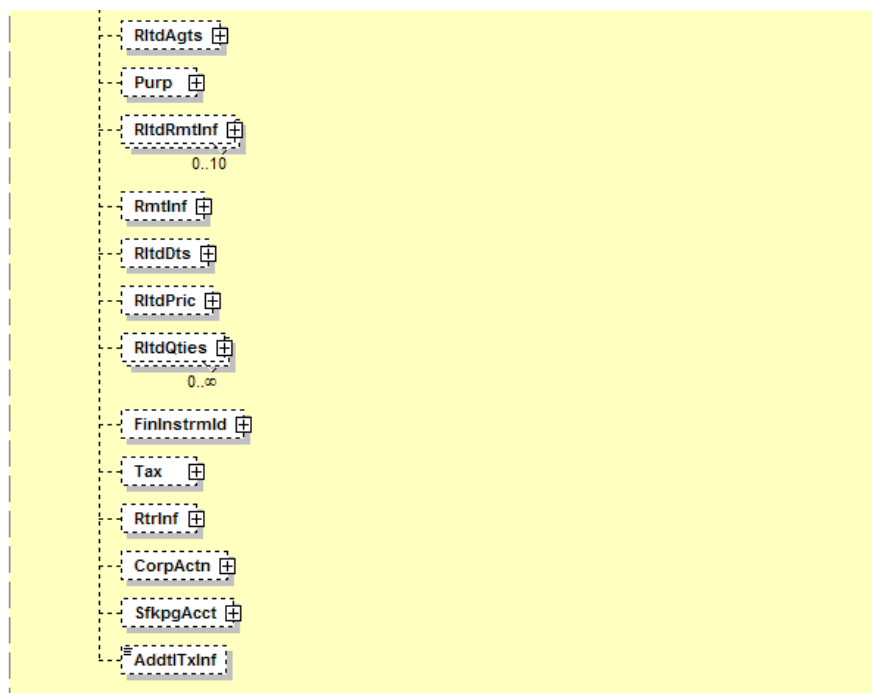 RltdAgts
Purp
RltdRmtInf
0..10
RmtInf
RltdDts
RltdPric
RltdQties
0..∞
FinInstrmId
Tax
RtrInf
CorpActn
SfkpgAcct
AddtlTxInf